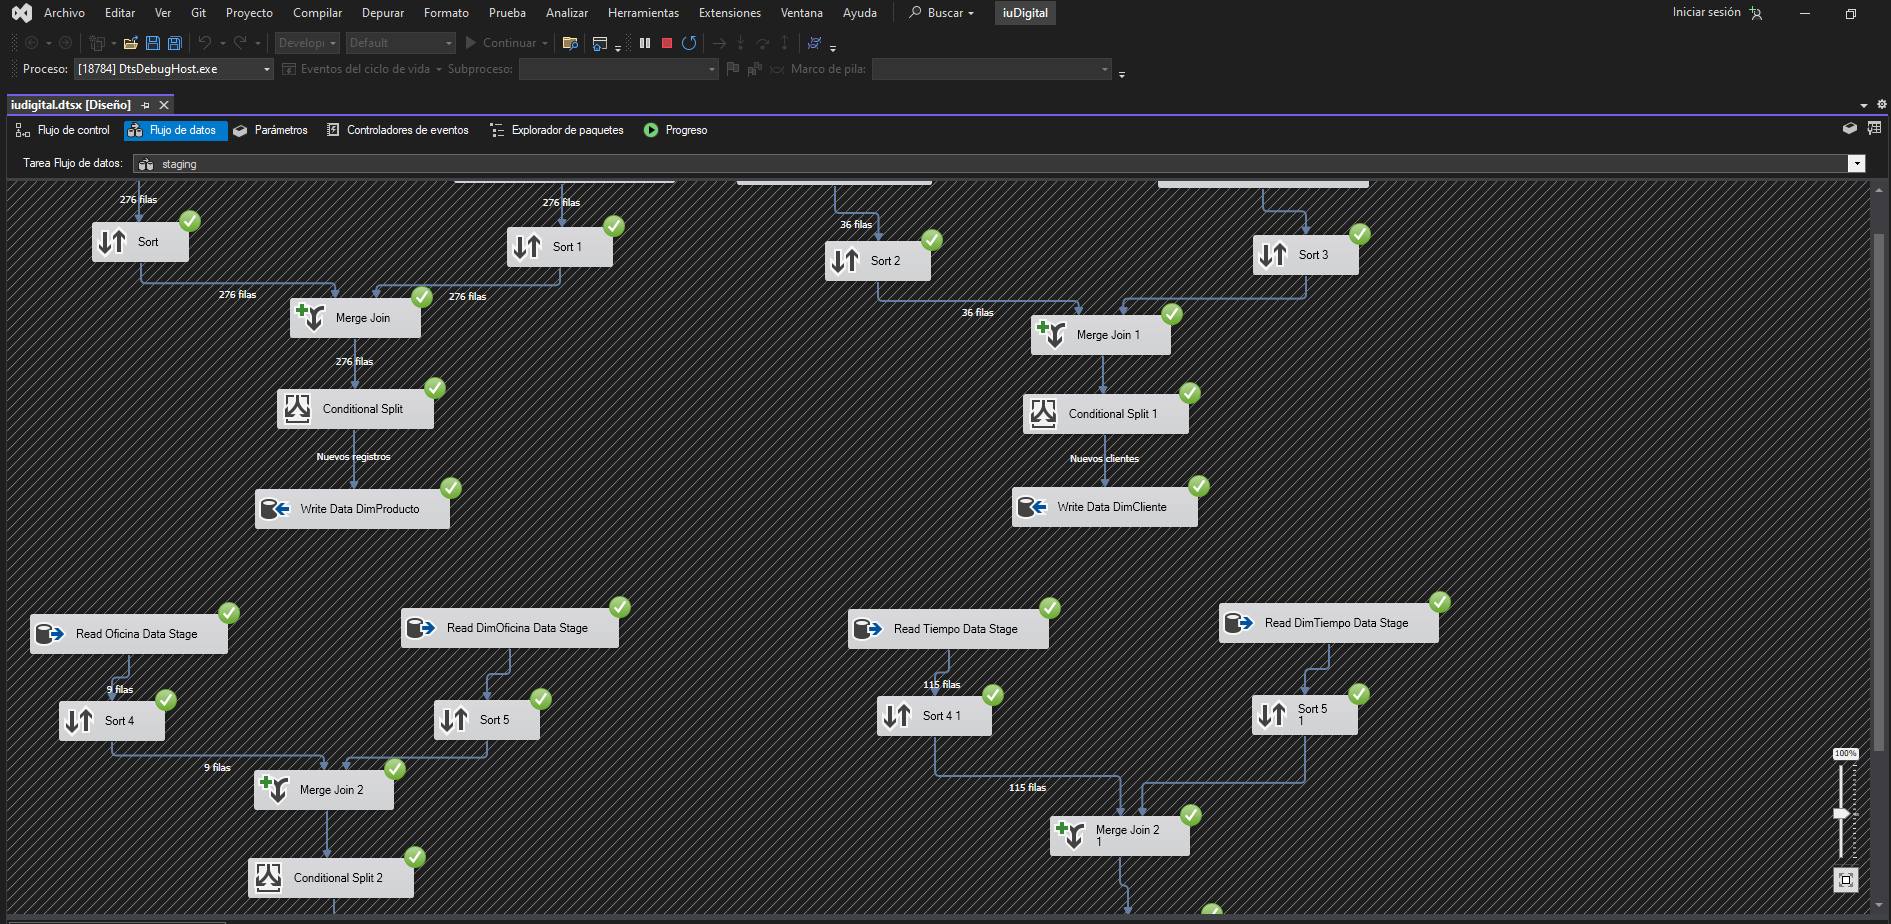 Archivo Editar Ver Git Proyecto Compilar Depurar Formato Prueba Analizar Herramientas Extensiones Ventana Ayuda Buscar iuDigital Iniciar sesión
Develop Default Continuar
Proceso: [18784] DtsDebugHost.exe Eventos del ciclo de vida Subproceso: Marco de pila:
iudigital.dtsx [Diseño]
Flujo de control Flujo de datos Parámetros Controladores de eventos Explorador de paquetes Progreso
Tarea Flujo de datos: staging
276 filas
276 filas
36 filas
Sort
Sort 1
Sort 2
Sort 3
276 filas
276 filas
36 filas
Merge Join
Merge Join 1
276 filas
Conditional Split
Conditional Split 1
Nuevos registros
Nuevos clientes
Write Data DimProducto
Write Data DimCliente
Read Oficina Data Stage
Read DimOficina Data Stage
Read Tiempo Data Stage
Read DimTiempo Data Stage
9 filas
115 filas
Sort 4
Sort 5
Sort 4 1
Sort 5
1
9 filas
115 filas
100%
Merge Join 2
Merge Join 2
1
Conditional Split 2